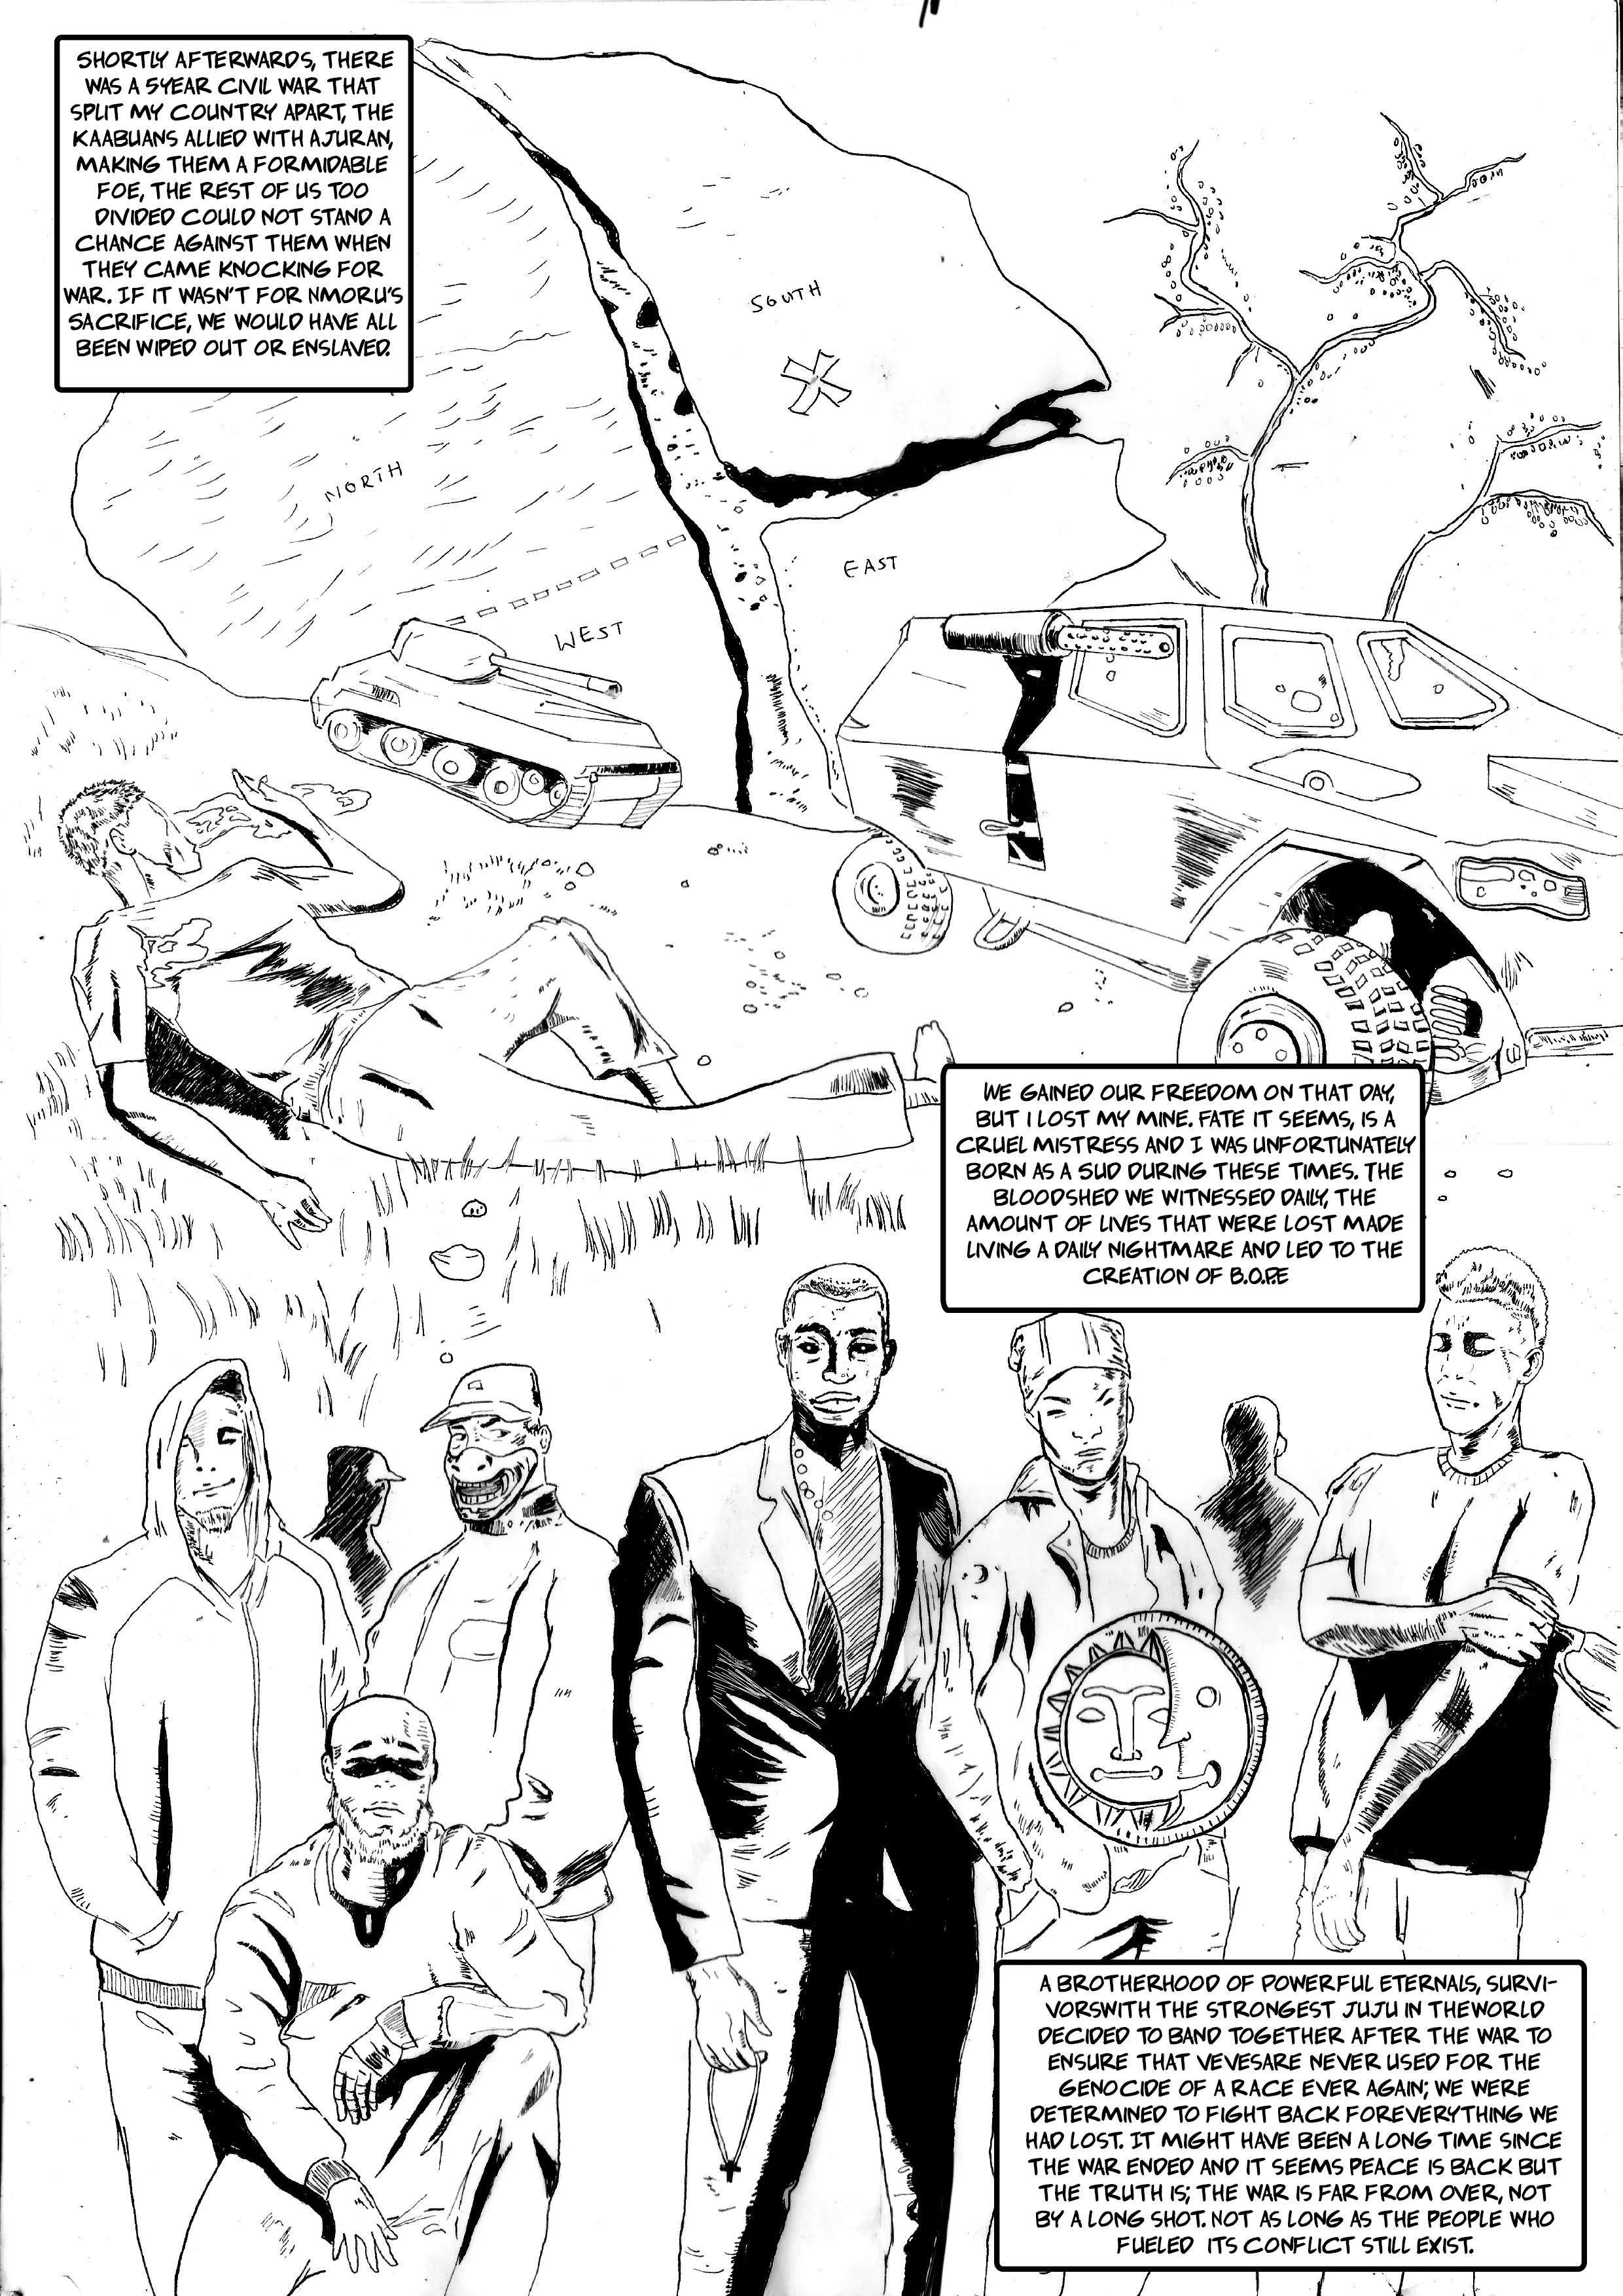 SHORTLY AFTERWARDS, THERE
WAS A 5YEAR CIVIL WAR THAT
SPLIT MY COUNTRY APART, THE
KAABUANS ALLIED WITH AJURAN,
MAKING THEM A FORMIDABLE
FOE, THE REST OF US TOO
DIVIDED COULD NOT STAND A
CHANCE AGAINST THEM WHEN
THEY CAME KNOCKING FOR
WAR. IF IT WASN'T FOR NMORU'S
SACRIFICE, WE WOULD HAVE ALL
BEEN WIPED OUT OR ENSLAVED.
SOUTH
NORTH
EAST
WEST
WE GAINED OUR FREEDOM ON THAT DAY,
BUT I LOST MY MINE. FATE IT SEEMS, IS A
CRUEL MISTRESS AND I WAS UNFORTUNATELY
BORN AS A SUD DURING THESE TIMES. THE
BLOODSHED WE WITNESSED DAILY, THE
AMOUNT OF LIVES THAT WERE LOST MADE
LIVING A DAILY NIGHTMARE AND LED TO THE
CREATION OF B.O.P.E
A BROTHERHOOD OF POWERFUL ETERNALS, SURVI-
VORSWITH THE STRONGEST JUJU IN THEWORLD
DECIDED TO BAND TOGETHER AFTER THE WAR TO
ENSURE THAT VEVESARE NEVER USED FOR THE
GENOCIDE OF A RACE EVER AGAIN; WE WERE
DETERMINED TO FIGHT BACK FOREVERYTHING WE
HAD LOST. IT MIGHT HAVE BEEN A LONG TIME SINCE
THE WAR ENDED AND IT SEEMS PEACE IS BACK BUT
THE TRUTH IS; THE WAR IS FAR FROM OVER, NOT
BY A LONG SHOT. NOT AS LONG AS THE PEOPLE WHO
FUELED ITS CONFLICT STILL EXIST.